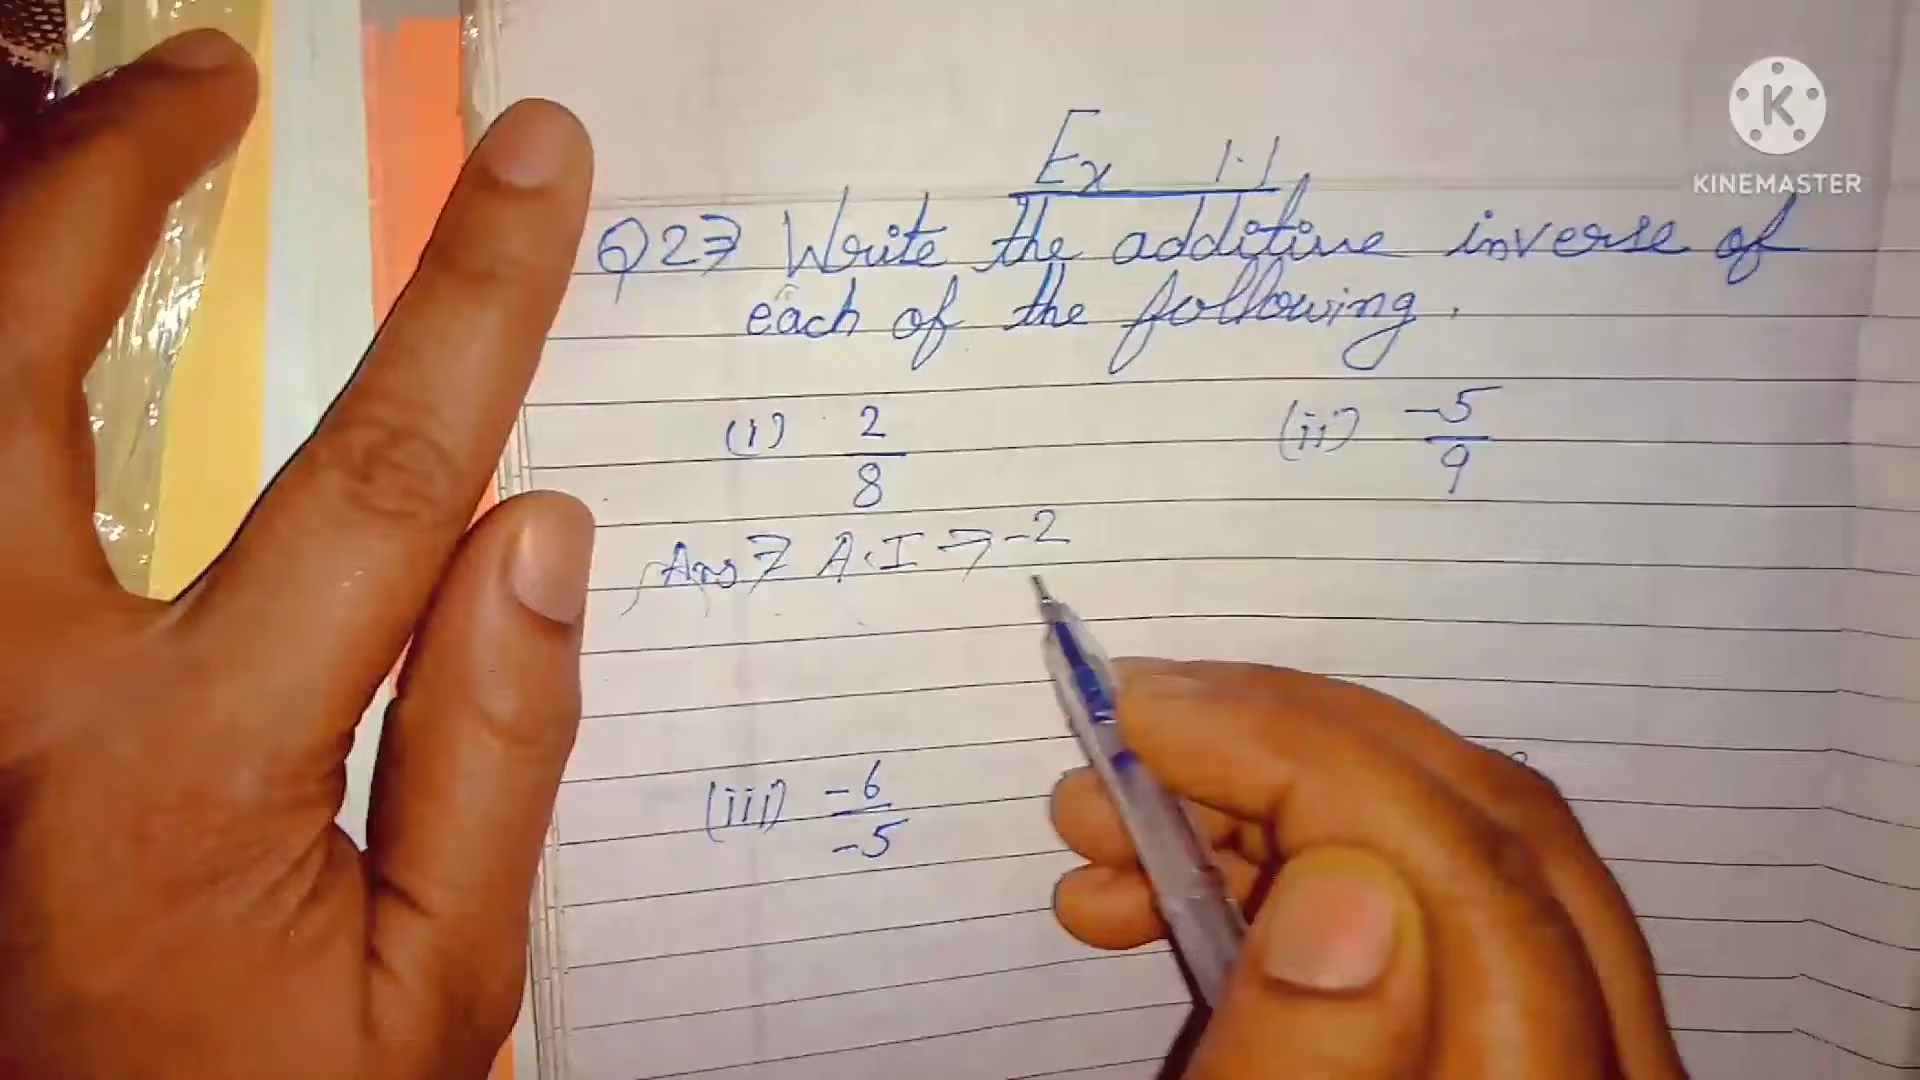 K
KINEMASTER
Ex 1.1
Q2⇒ Write the additive inverse of
each of the following.
(i) 2/8 (ii) -5/9
Ans⇒ A.I ⇒ -2
(iii) -6/-5